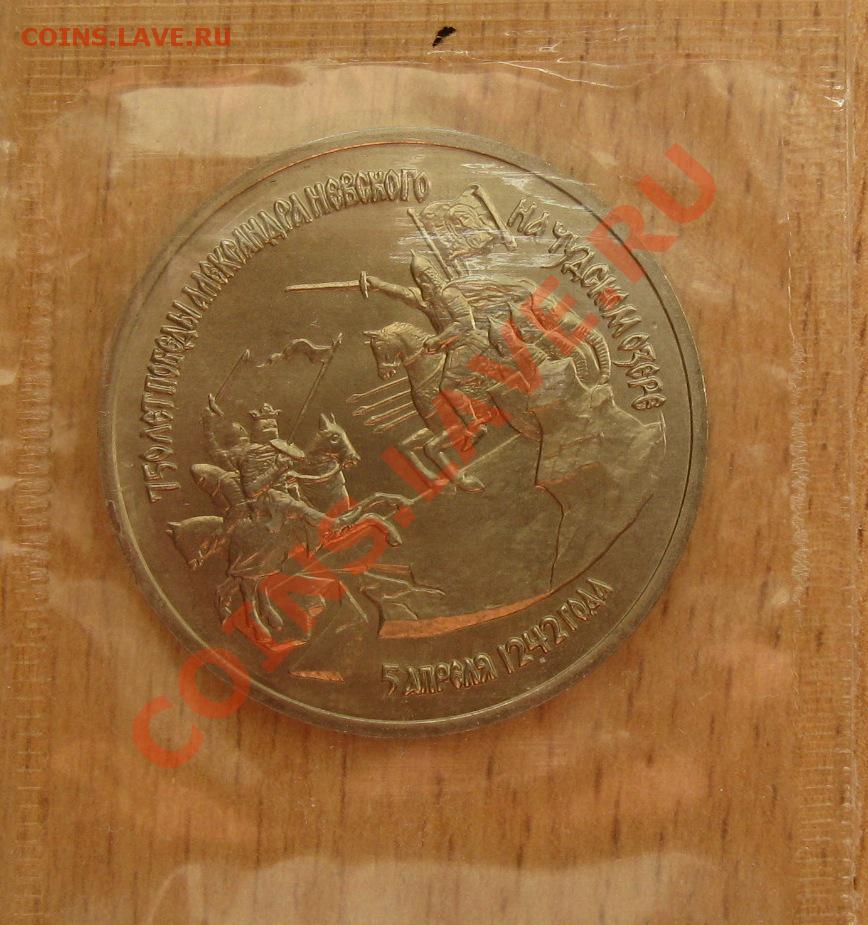 COINS.LAVE.RU
750 ЛЕТ ПОБЕДЫ АЛЕКСАНДРА НЕВСКОГО
НА ЧУДСКОМ ОЗЕРЕ
5 АПРЕЛЯ 1242 ГОДА
COINS.LAVE.RU